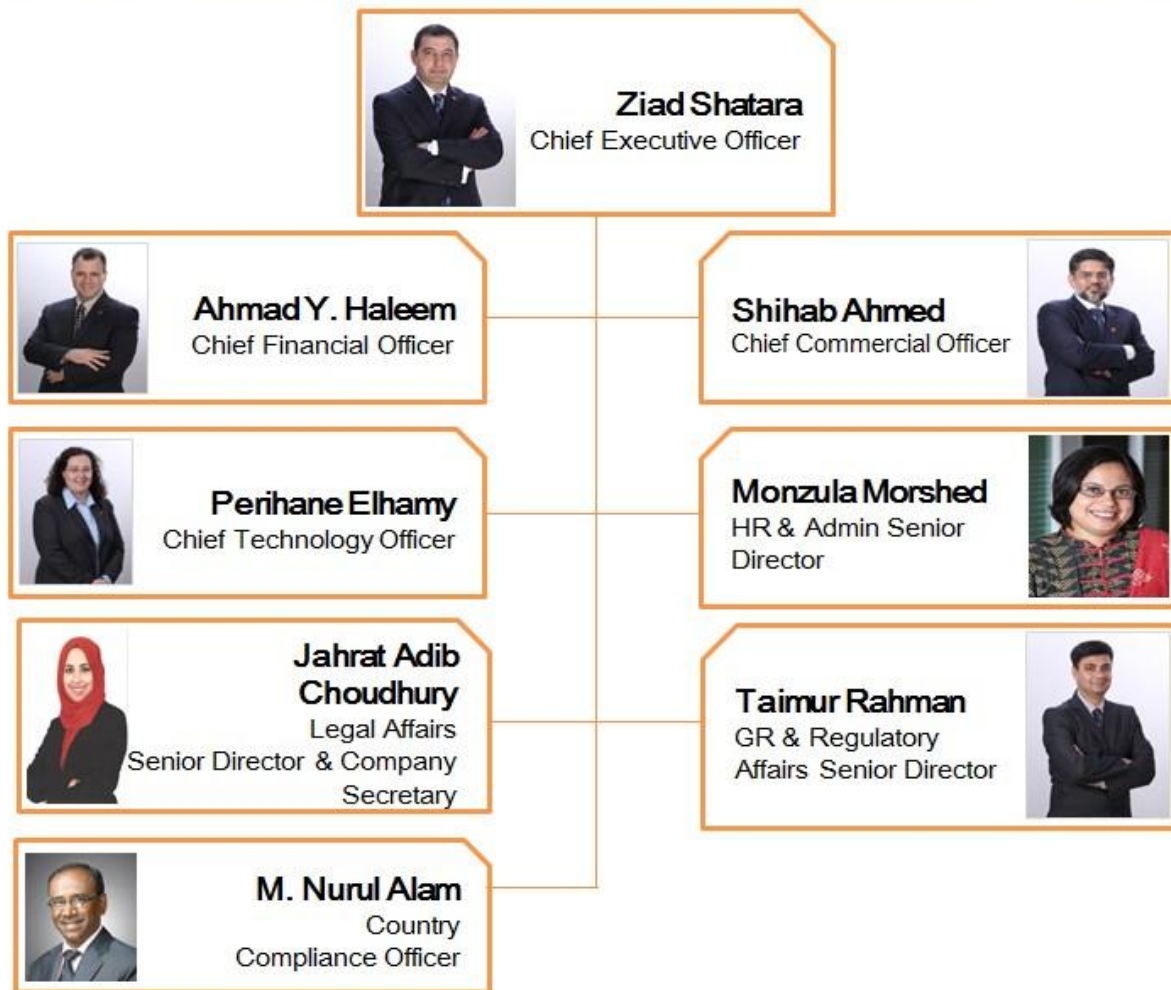 Ziad Shatara
Chief Executive Officer
Ahmad Y. Haleem
Chief Financial Officer
Shihab Ahmed
Chief Commercial Officer
Perihane Elhamy
Chief Technology Officer
Monzula Morshed
HR & Admin Senior
Director
Jahrat Adib
Choudhury
Legal Affairs
Senior Director & Company
Secretary
Taimur Rahman
GR & Regulatory
Affairs Senior Director
M. Nurul Alam
Country
Compliance Officer